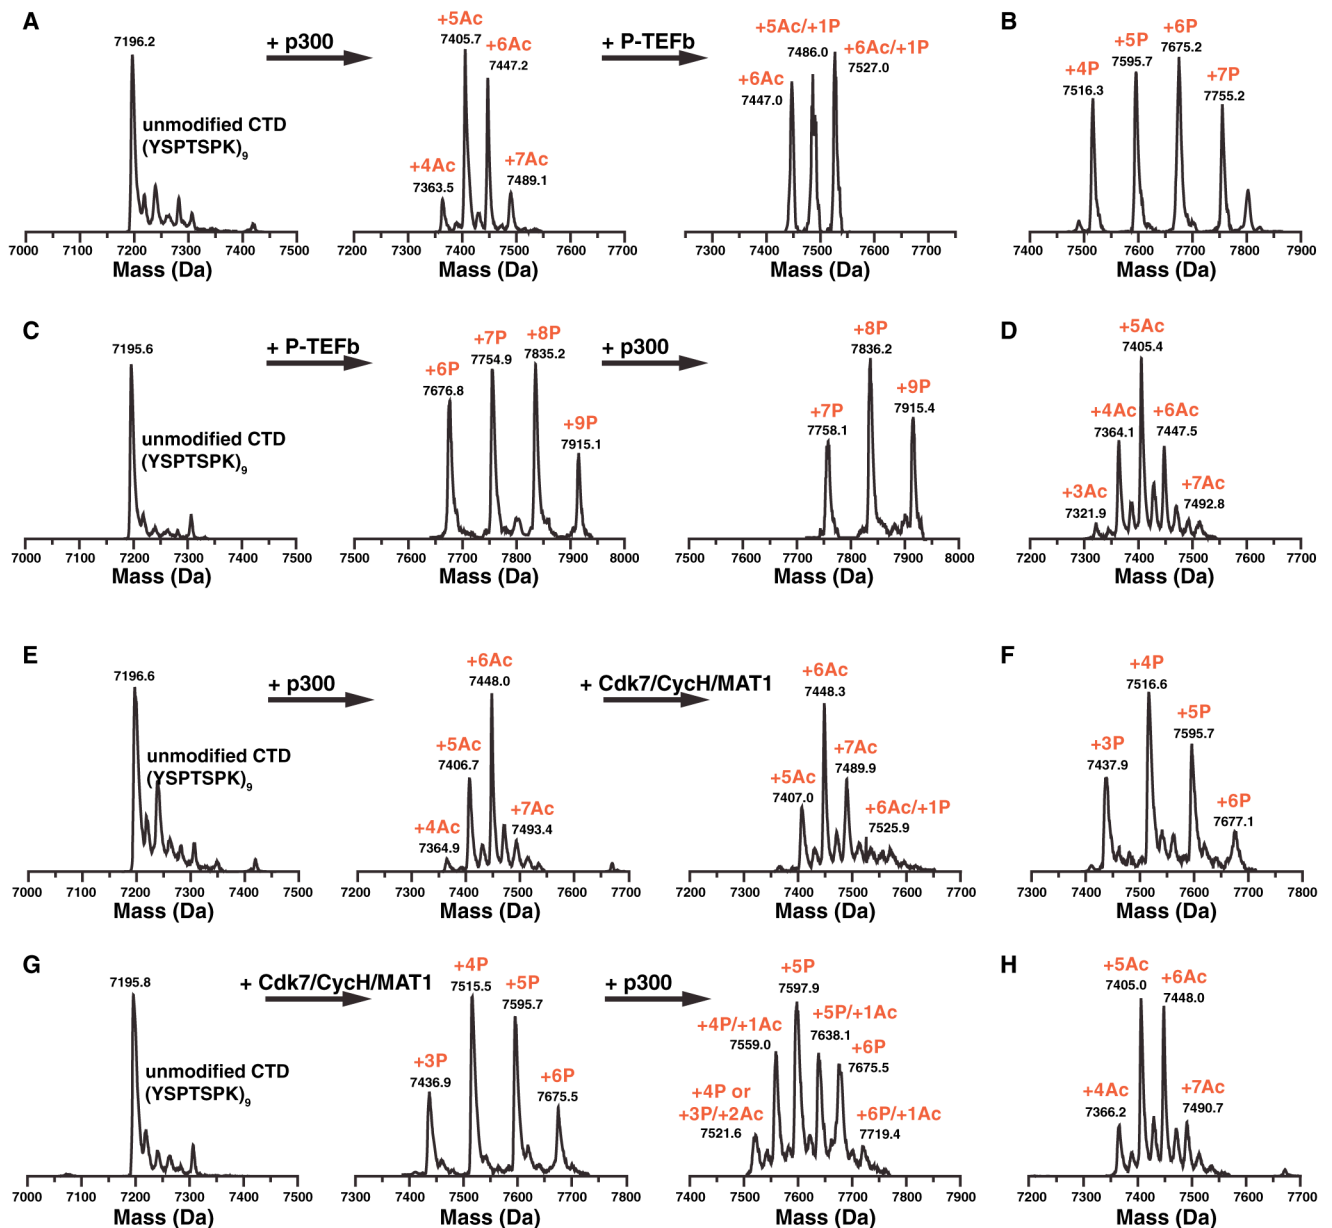 A
7196.2
unmodified CTD
(YSPTSPK)9
7000 7100 7200 7300 7400 7500
Mass (Da)
+ p300
+5Ac
7405.7
+6Ac
7447.2
+4Ac
7363.5
+7Ac
7489.1
7200 7300 7400 7500 7600 7700
Mass (Da)
+ P-TEFb
+5Ac/+1P
7486.0
+6Ac/+1P
7527.0
+6Ac
7447.0
7300 7400 7500 7600 7700
Mass (Da)
B
+6P
7675.2
+5P
7595.7
+4P
7516.3
+7P
7755.2
7400 7500 7600 7700 7800 7900
Mass (Da)
C
7195.6
unmodified CTD
(YSPTSPK)9
7000 7100 7200 7300 7400 7500
Mass (Da)
+ P-TEFb
+6P
7676.8
+7P
7754.9
+8P
7835.2
+9P
7915.1
7500 7600 7700 7800 7900 8000
Mass (Da)
+ p300
+8P
7836.2
+7P
7758.1
+9P
7915.4
7500 7600 7700 7800 7900 8000
Mass (Da)
D
+5Ac
7405.4
+4Ac
7364.1
+6Ac
7447.5
+3Ac
7321.9
+7Ac
7492.8
7200 7300 7400 7500 7600 7700
Mass (Da)
E
7196.6
unmodified CTD
(YSPTSPK)9
7000 7100 7200 7300 7400 7500
Mass (Da)
+ p300
+6Ac
7448.0
+5Ac
7406.7
+4Ac
7364.9
+7Ac
7493.4
7200 7300 7400 7500 7600 7700
Mass (Da)
+ Cdk7/CycH/MAT1
+6Ac
7448.3
+7Ac
7489.9
+5Ac
7407.0
+6Ac/+1P
7525.9
7200 7300 7400 7500 7600 7700
Mass (Da)
F
+4P
7516.6
+5P
7595.7
+3P
7437.9
+6P
7677.1
7300 7400 7500 7600 7700 7800
Mass (Da)
G
7195.8
unmodified CTD
(YSPTSPK)9
7000 7100 7200 7300 7400 7500
Mass (Da)
+ Cdk7/CycH/MAT1
+4P
7515.5
+5P
7595.7
+3P
7436.9
+6P
7675.5
7300 7400 7500 7600 7700 7800
Mass (Da)
+ p300
+5P
7597.9
+5P/+1Ac
7638.1
+4P/+1Ac
7559.0
+6P
7675.5
+4P or
+3P/+2Ac
7521.6
+6P/+1Ac
7719.4
7400 7500 7600 7700 7800 7900
Mass (Da)
H
+5Ac
7405.0
+6Ac
7448.0
+4Ac
7366.2
+7Ac
7490.7
7200 7300 7400 7500 7600 7700
Mass (Da)